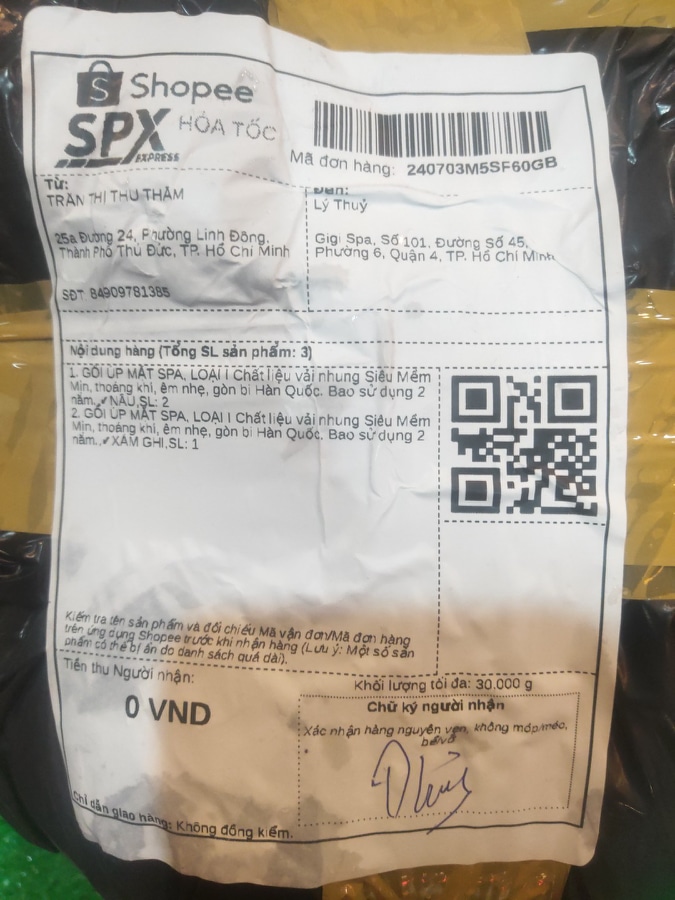 Shopee
SPX
EXPRESS
HỎA TỐC
Mã đơn hàng: 240703M5SF60GB
Từ:
TRẦN THỊ THU THẮM
25a Đường 24, Phường Linh Đông,
Thành Phố Thủ Đức, TP. Hồ Chí Minh
SĐT: 84909781385
Đến:
Lý Thuỷ
Gigi Spa, Số 101, Đường Số 45,
Phường 6, Quận 4, TP. Hồ Chí Minh
Nội dung hàng (Tổng SL sản phẩm: 3)
1. GỐI ÚP MẶT SPA, LOẠI I Chất liệu vải nhung Siêu Mềm
Mịn, thoáng khí, êm nhẹ, gòn bi Hàn Quốc. Bao sử dụng 2
năm.,✔NÂU,SL: 2
2. GỐI ÚP MẶT SPA, LOẠI I Chất liệu vải nhung Siêu Mềm
Mịn, thoáng khí, êm nhẹ, gòn bi Hàn Quốc. Bao sử dụng 2
năm.,✔XÁM GHI,SL: 1
Kiểm tra tên sản phẩm và đối chiếu Mã vận đơn/Mã đơn hàng
trên ứng dụng Shopee trước khi nhận hàng (Lưu ý: Một số sản
phẩm có thể bị ẩn do danh sách quá dài).
Tiền thu Người nhận:
0 VND
Khối lượng tối đa: 30.000 g
Chữ ký người nhận
Xác nhận hàng nguyên vẹn, không móp/méo,
bể/vỡ
Chỉ dẫn giao hàng: Không đồng kiểm.